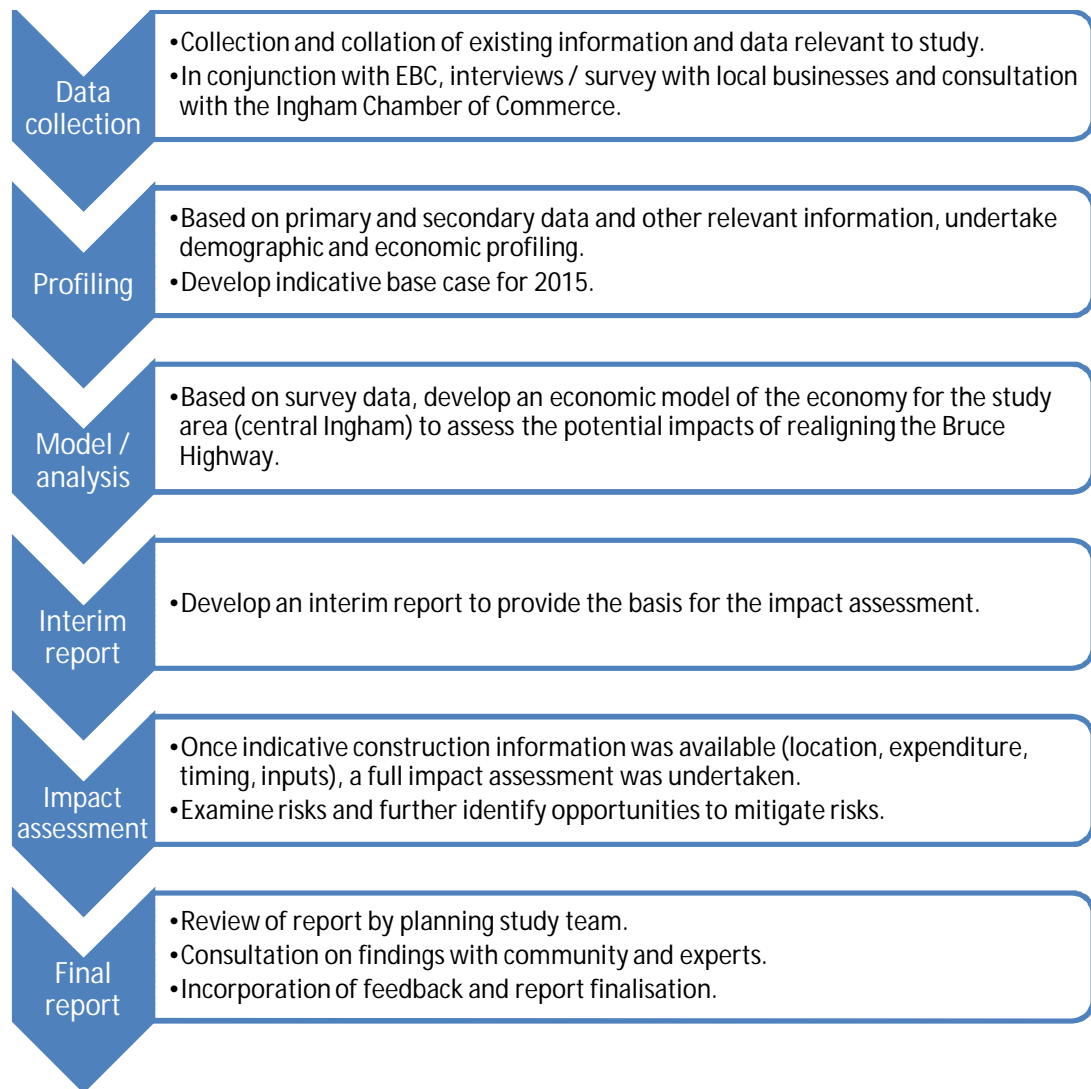 Data
collection
•Collection and collation of existing information and data relevant to study.
•In conjunction with EBC, interviews / survey with local businesses and consultation
with the Ingham Chamber of Commerce.
Profiling
•Based on primary and secondary data and other relevant information, undertake
demographic and economic profiling.
•Develop indicative base case for 2015.
Model /
analysis
•Based on survey data, develop an economic model of the economy for the study
area (central Ingham) to assess the potential impacts of realigning the Bruce
Highway.
Interim
report
•Develop an interim report to provide the basis for the impact assessment.
Impact
assessment
•Once indicative construction information was available (location, expenditure,
timing, inputs), a full impact assessment was undertaken.
•Examine risks and further identify opportunities to mitigate risks.
Final
report
•Review of report by planning study team.
•Consultation on findings with community and experts.
•Incorporation of feedback and report finalisation.